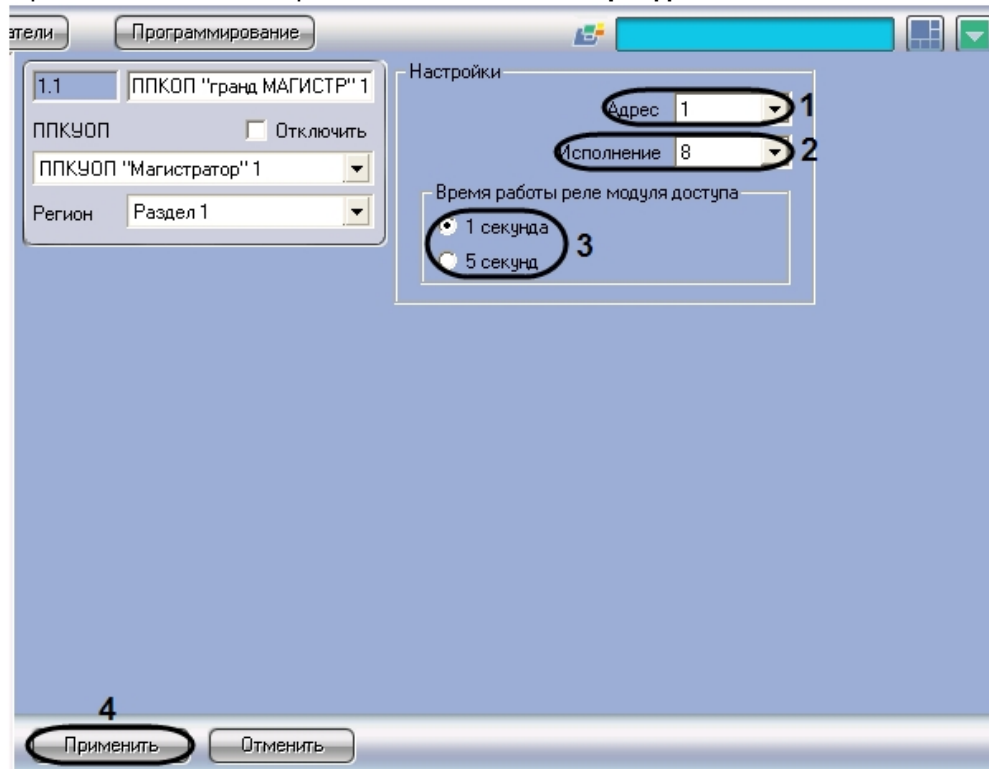 атели Программирование
1.1 ППКОП "гранд МАГИСТР" 1
ППКУОП Отключить
ППКУОП "Магистратор" 1
Регион Раздел 1
Настройки
Адрес 1 1
Исполнение 8 2
Время работы реле модуля доступа
1 секунда
5 секунд
3
4
Применить Отменить